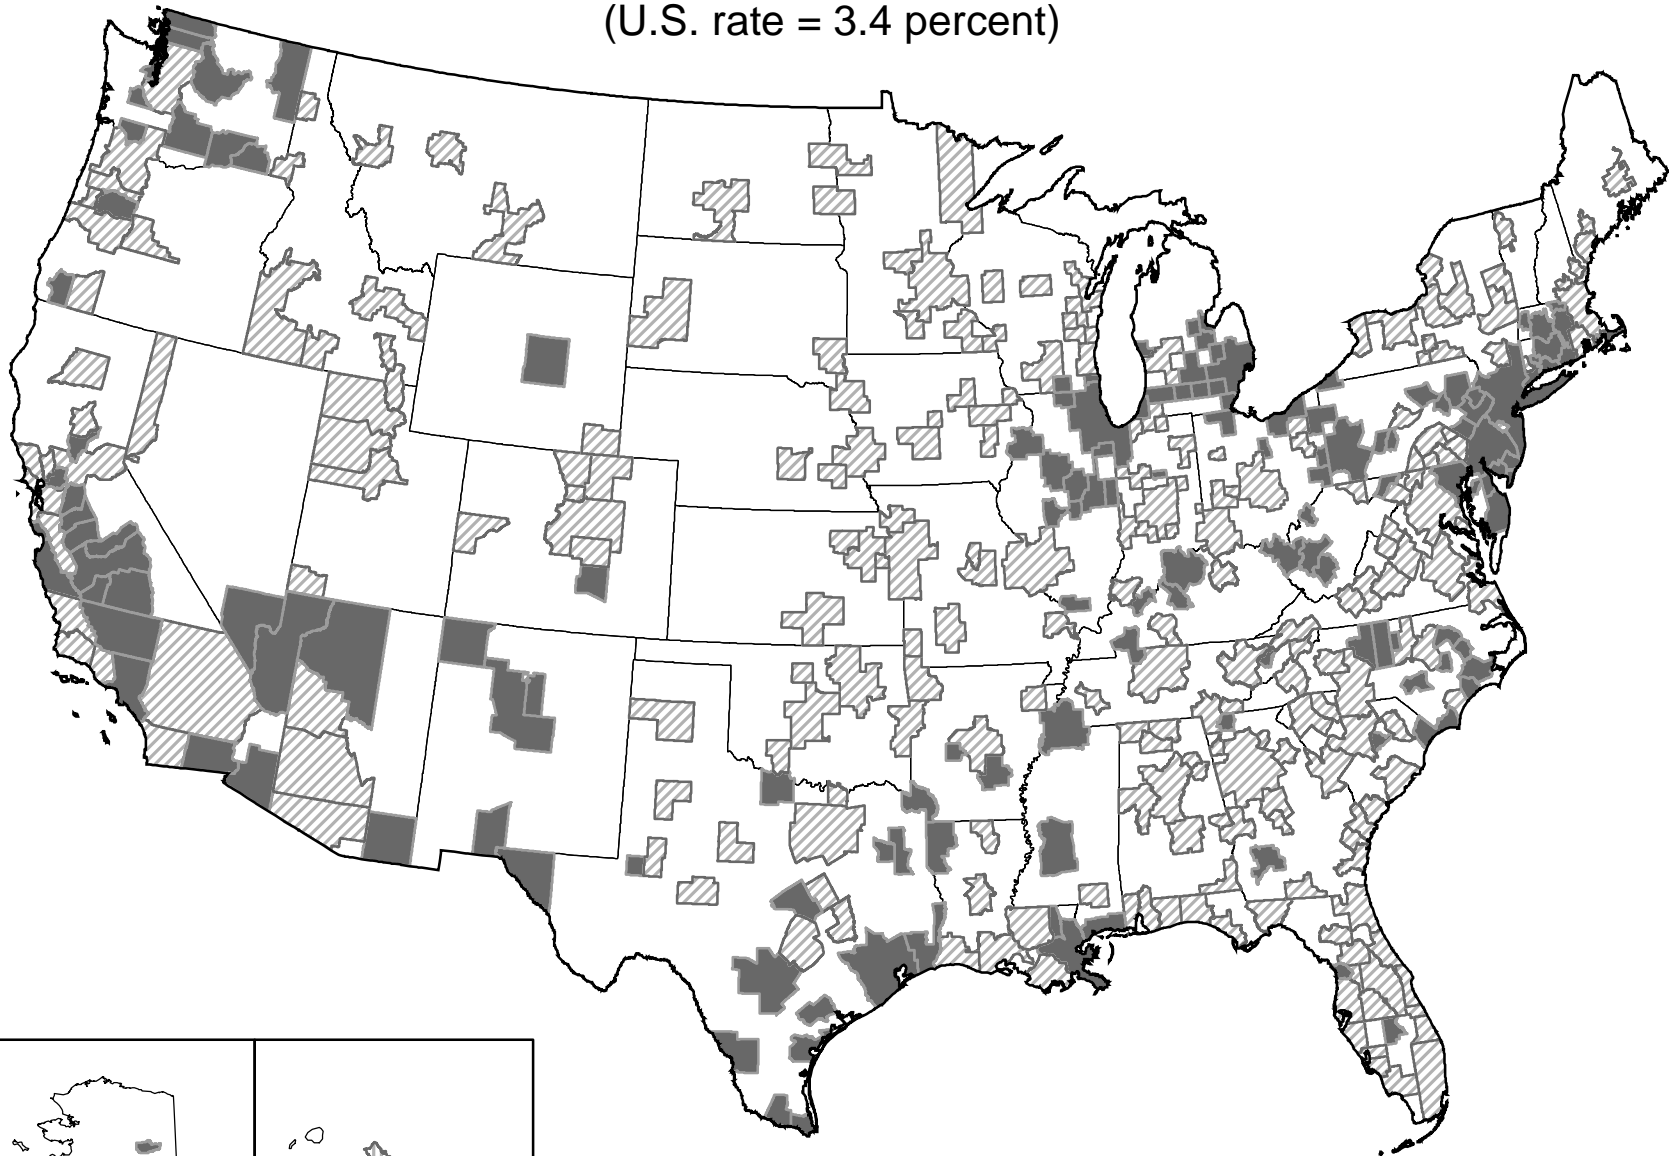 (U.S. rate = 3.4 percent)